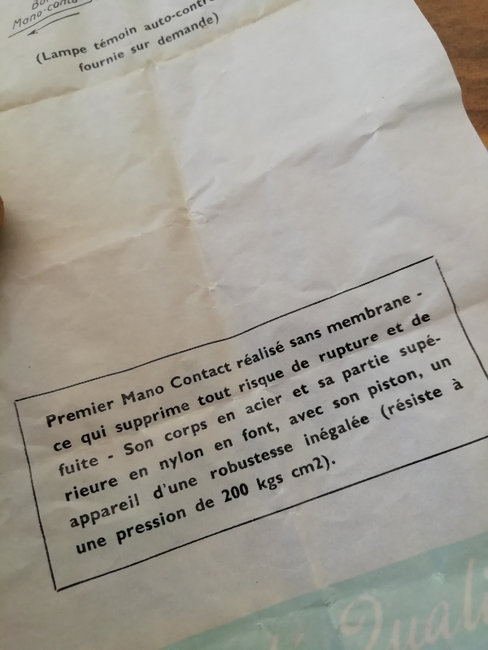 Mano-conta
(Lampe témoin auto-contr
fournie sur demande)
Premier Mano Contact réalisé sans membrane -
ce qui supprime tout risque de rupture et de
fuite - Son corps en acier et sa partie supé-
rieure en nylon en font, avec son piston, un
appareil d'une robustesse inégalée (résiste à
une pression de 200 kgs cm2).
Quali